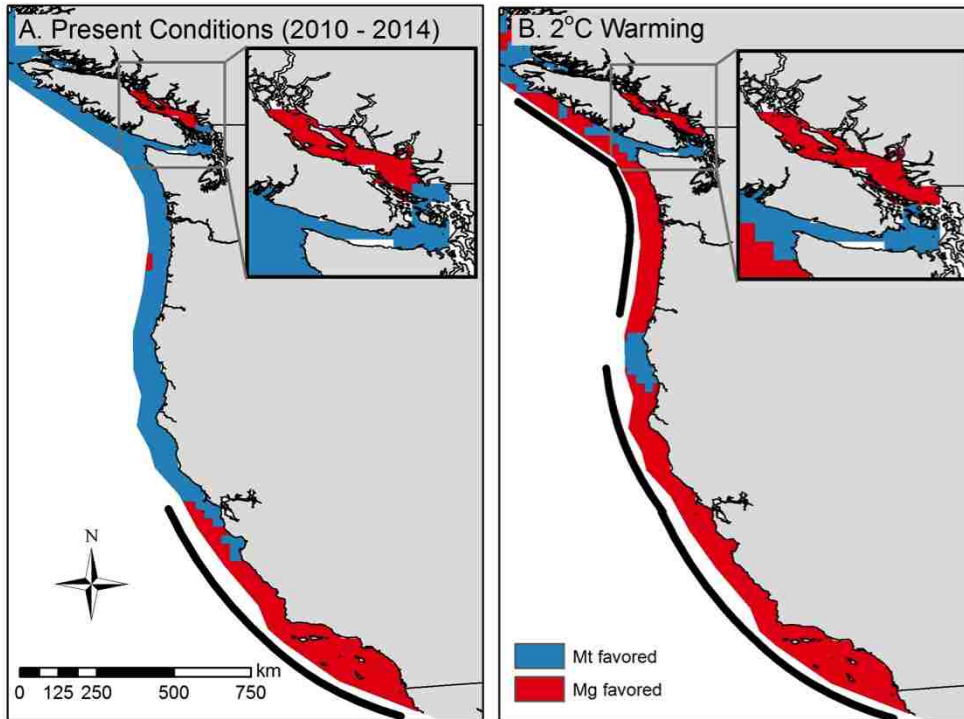 A. Present Conditions (2010 - 2014)
B. 2°C Warming
N
km
0 125 250 500 750
Mt favored
Mg favored